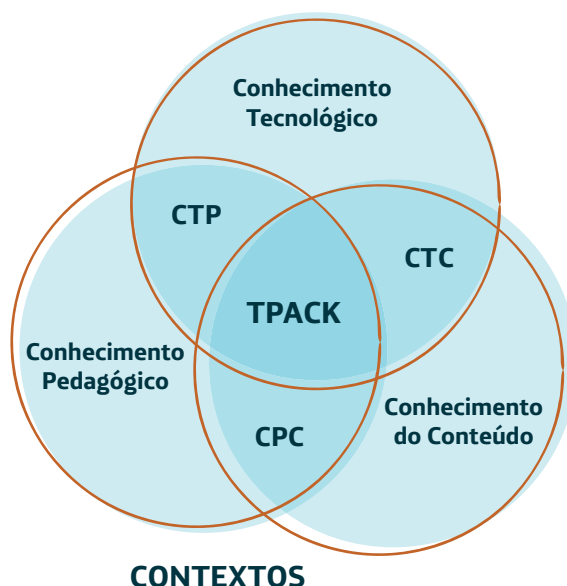 Conhecimento
Tecnológico
CTP
CTC
TPACK
Conhecimento
Pedagógico
Conhecimento
do Conteúdo
CPC
CONTEXTOS